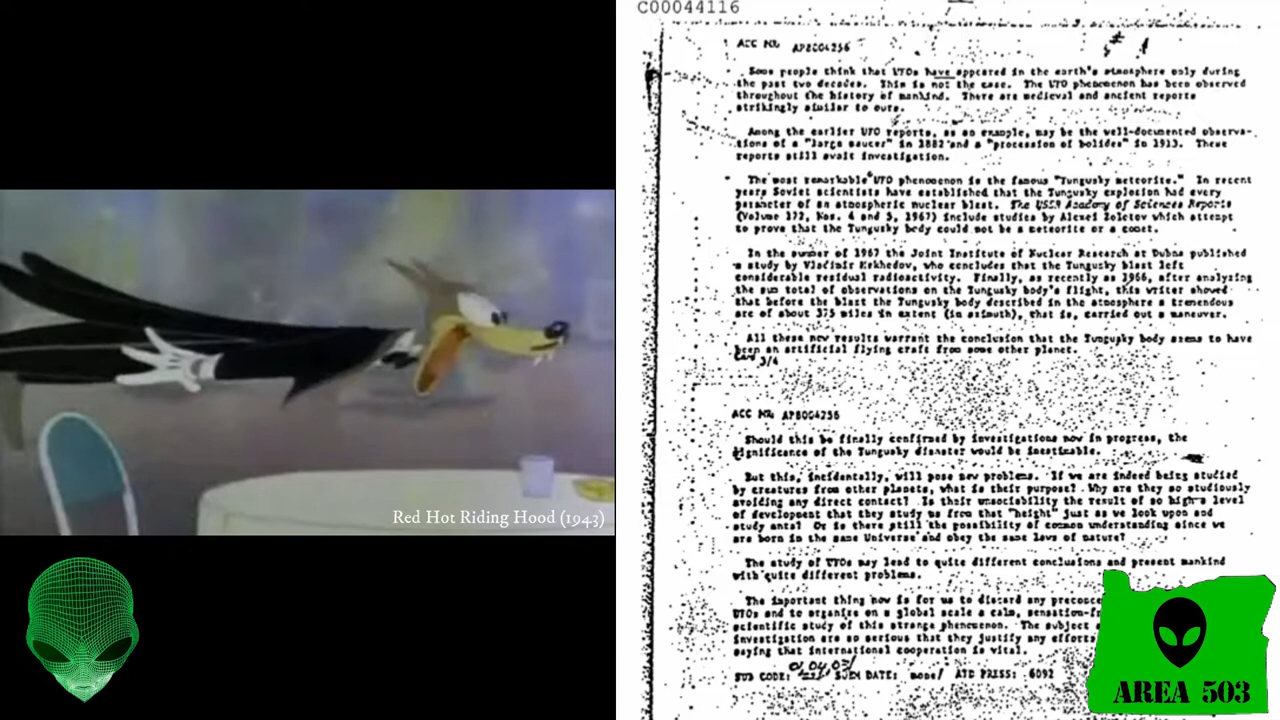 C00044116
ACC NR: AP8004256
Some people think that UFOs have appeared in the earth's atmosphere only during
the past two decades. This is not the case. The UFO phenomenon has been observed
throughout the history of mankind. There are medieval and ancient reports
strikingly similar to ours.
Among the earlier UFO reports, as an example, may be the well-documented observa-
tions of a "large saucer" in 1882 and a "procession of bolides" in 1913. These
reports still await investigation.
The most remarkable UFO phenomenon is the famous "Tungusky meteorite." In recent
years Soviet scientists have established that the Tungusky explosion had every
parameter of an atmospheric nuclear blast. The USSR Academy of Sciences Reports
(Volume 172, Nos. 4 and 5, 1967) include studies by Alexei Zolotov which attempt
to prove that the Tungusky body could not be a meteorite or a comet.
In the summer of 1967 the Joint Institute of Nuclear Research at Dubna published
a study by Vladimir Mekhedov, who concludes that the Tungusky blast left
considerable residual radioactivity. Finally, as recently as 1966, after analyzing
the sum total of observations on the Tungusky body's flight, this writer showed
that before the blast the Tungusky body described in the atmosphere a tremendous
arc of about 375 miles in extent (in azimuth), that is, carried out a maneuver.
All these new results warrant the conclusion that the Tungusky body seems to have
been an artificial flying craft from some other planet.
Card 3/4
ACC NR: AP8004256
Should this be finally confirmed by investigations now in progress, the
significance of the Tungusky disaster would be inestimable.
But this, incidentally, will pose new problems. If we are indeed being studied
by creatures from other planets, what is their purpose? Why are they so studiously
avoiding any direct contact? Is their unsociability the result of so high a level
of development that they study us from that "height" just as we look upon and
study ants? Or is there still the possibility of common understanding since we
are born in the same Universe and obey the same laws of nature?
The study of UFOs may lead to quite different conclusions and present mankind
with quite different problems.
The important thing now is for us to discard any
UFOs and to organize on a global scale a calm,
scientific study of this strange phenomenon. The subject
investigation are so serious that they justify any efforts
saying that international cooperation is vital.
SUB CODE: SUBM DATE: none/ ATD PRESS: 6092
Red Hot Riding Hood (1943)
AREA 503